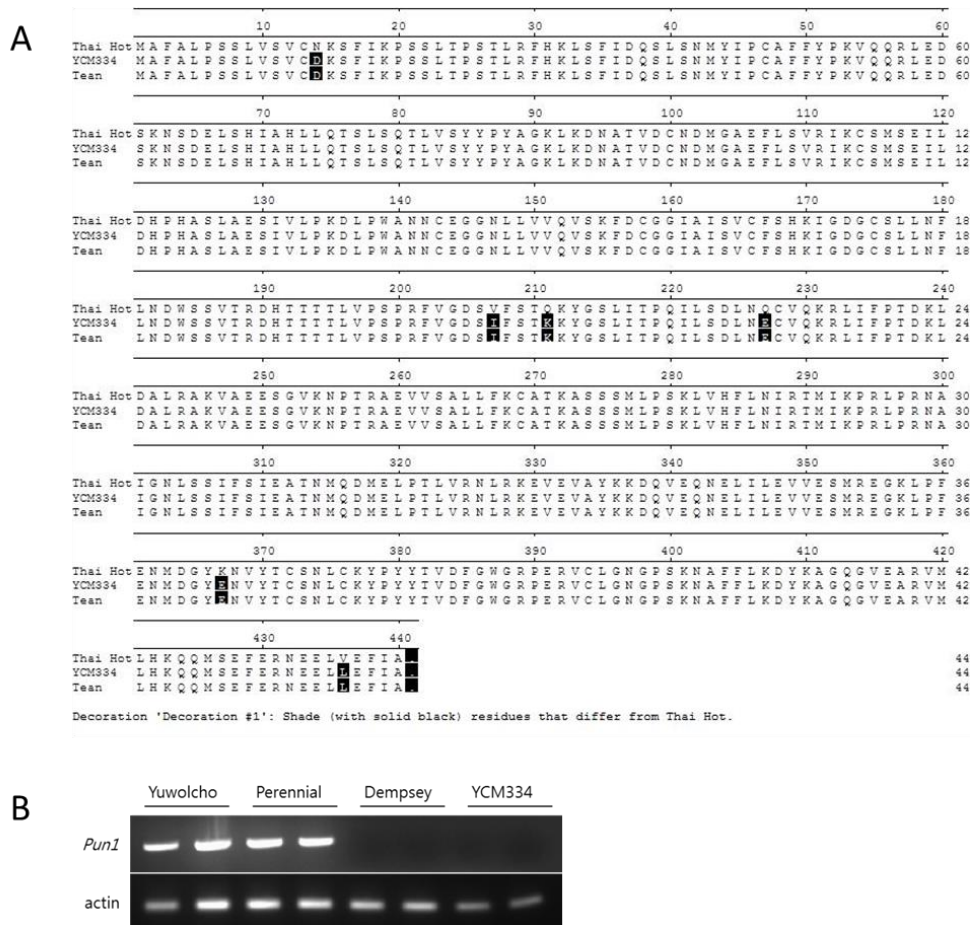 A
10 20 30 40 50 60
Thai Hot M A F A L P S S L V S V C N K S F I K P S S L T P S T L R F H K L S F I D Q S L S N M Y I P C A F F Y P K V Q Q R L E D 60
YCM334 M A F A L P S S L V S V C D K S F I K P S S L T P S T L R F H K L S F I D Q S L S N M Y I P C A F F Y P K V Q Q R L E D 60
Tean M A F A L P S S L V S V C D K S F I K P S S L T P S T L R F H K L S F I D Q S L S N M Y I P C A F F Y P K V Q Q R L E D 60
70 80 90 100 110 120
Thai Hot S K N S D E L S H I A H L L Q T S L S Q T L V S Y Y P Y A G K L K D N A T V D C N D M G A E F L S V R I K C S M S E I L 12
YCM334 S K N S D E L S H I A H L L Q T S L S Q T L V S Y Y P Y A G K L K D N A T V D C N D M G A E F L S V R I K C S M S E I L 12
Tean S K N S D E L S H I A H L L Q T S L S Q T L V S Y Y P Y A G K L K D N A T V D C N D M G A E F L S V R I K C S M S E I L 12
130 140 150 160 170 180
Thai Hot D H P H A S L A E S I V L P K D L P W A N N C E G G N L L V V Q V S K F D C G G I A I S V C F S H K I G D G C S L L N F 18
YCM334 D H P H A S L A E S I V L P K D L P W A N N C E G G N L L V V Q V S K F D C G G I A I S V C F S H K I G D G C S L L N F 18
Tean D H P H A S L A E S I V L P K D L P W A N N C E G G N L L V V Q V S K F D C G G I A I S V C F S H K I G D G C S L L N F 18
190 200 210 220 230 240
Thai Hot L N D W S S V T R D H T T T T L V P S P R F V G D S V F S T Q K Y G S L I T P Q I L S D L N Q C V Q K R L I F P T D K L 24
YCM334 L N D W S S V T R D H T T T T L V P S P R F V G D S I F S T K K Y G S L I T P Q I L S D L N E C V Q K R L I F P T D K L 24
Tean L N D W S S V T R D H T T T T L V P S P R F V G D S I F S T K K Y G S L I T P Q I L S D L N E C V Q K R L I F P T D K L 24
250 260 270 280 290 300
Thai Hot D A L R A K V A E E S G V K N P T R A E V V S A L L F K C A T K A S S S M L P S K L V H F L N I R T M I K P R L P R N A 30
YCM334 D A L R A K V A E E S G V K N P T R A E V V S A L L F K C A T K A S S S M L P S K L V H F L N I R T M I K P R L P R N A 30
Tean D A L R A K V A E E S G V K N P T R A E V V S A L L F K C A T K A S S S M L P S K L V H F L N I R T M I K P R L P R N A 30
310 320 330 340 350 360
Thai Hot I G N L S S I F S I E A T N M Q D M E L P T L V R N L R K E V E V A Y K K D Q V E Q N E L I L E V V E S M R E G K L P F 36
YCM334 I G N L S S I F S I E A T N M Q D M E L P T L V R N L R K E V E V A Y K K D Q V E Q N E L I L E V V E S M R E G K L P F 36
Tean I G N L S S I F S I E A T N M Q D M E L P T L V R N L R K E V E V A Y K K D Q V E Q N E L I L E V V E S M R E G K L P F 36
370 380 390 400 410 420
Thai Hot E N M D G Y K N V Y T C S N L C K Y P Y Y T V D F G W G R P E R V C L G N G P S K N A F F L K D Y K A G Q G V E A R V M 42
YCM334 E N M D G Y E N V Y T C S N L C K Y P Y Y T V D F G W G R P E R V C L G N G P S K N A F F L K D Y K A G Q G V E A R V M 42
Tean E N M D G Y E N V Y T C S N L C K Y P Y Y T V D F G W G R P E R V C L G N G P S K N A F F L K D Y K A G Q G V E A R V M 42
430 440
Thai Hot L H K Q Q M S E F E R N E E L V E F I A . 44
YCM334 L H K Q Q M S E F E R N E E L L E F I A . 44
Tean L H K Q Q M S E F E R N E E L L E F I A . 44
Decoration 'Decoration #1': Shade (with solid black) residues that differ from Thai Hot.
B
Yuwolcho Perennial Dempsey YCM334
Pun1
actin